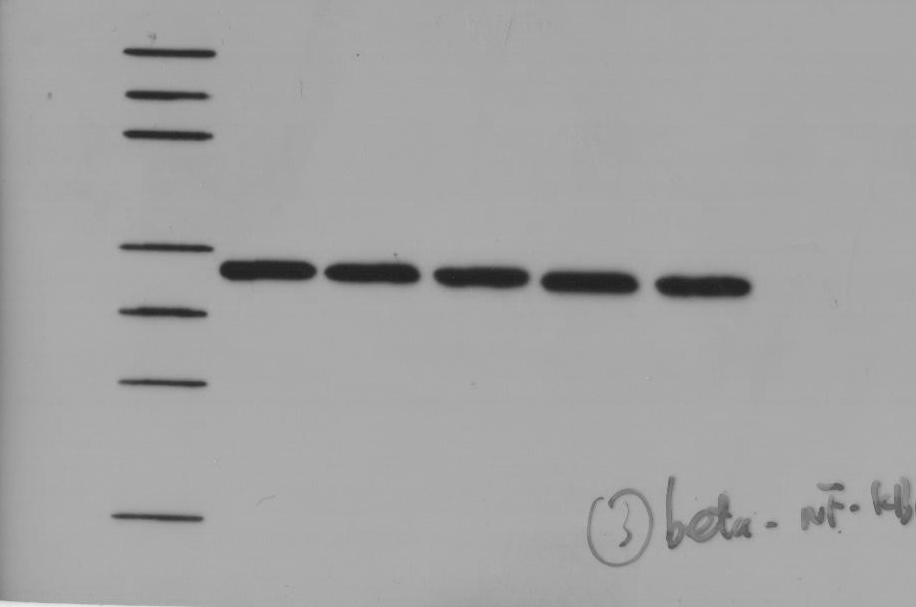 ③ beta - NF-kb